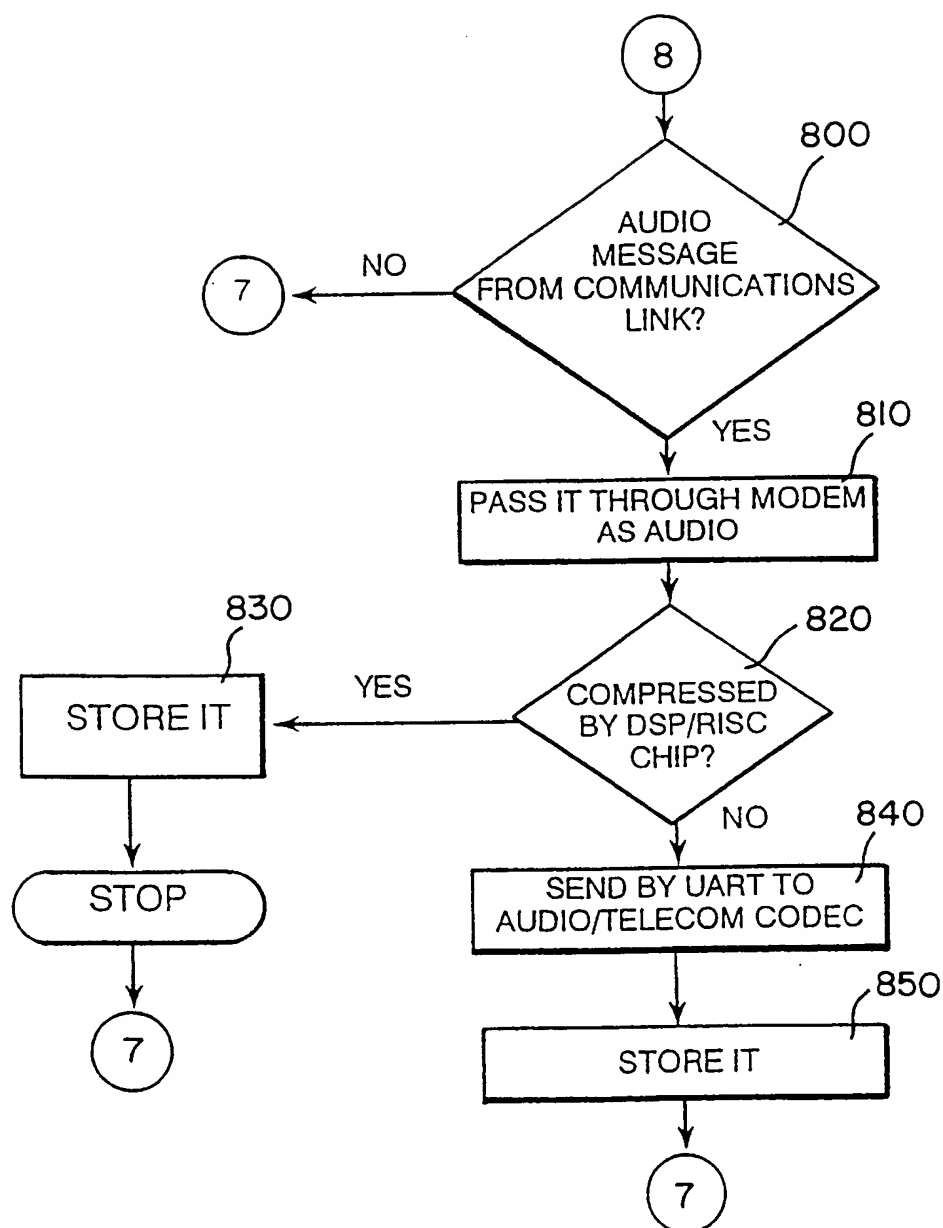 8
800
AUDIO
MESSAGE
FROM COMMUNICATIONS
LINK?
NO
7
YES
810
PASS IT THROUGH MODEM
AS AUDIO
820
COMPRESSED
BY DSP/RISC
CHIP?
YES
830
STORE IT
STOP
7
NO
840
SEND BY UART TO
AUDIO/TELECOM CODEC
850
STORE IT
7